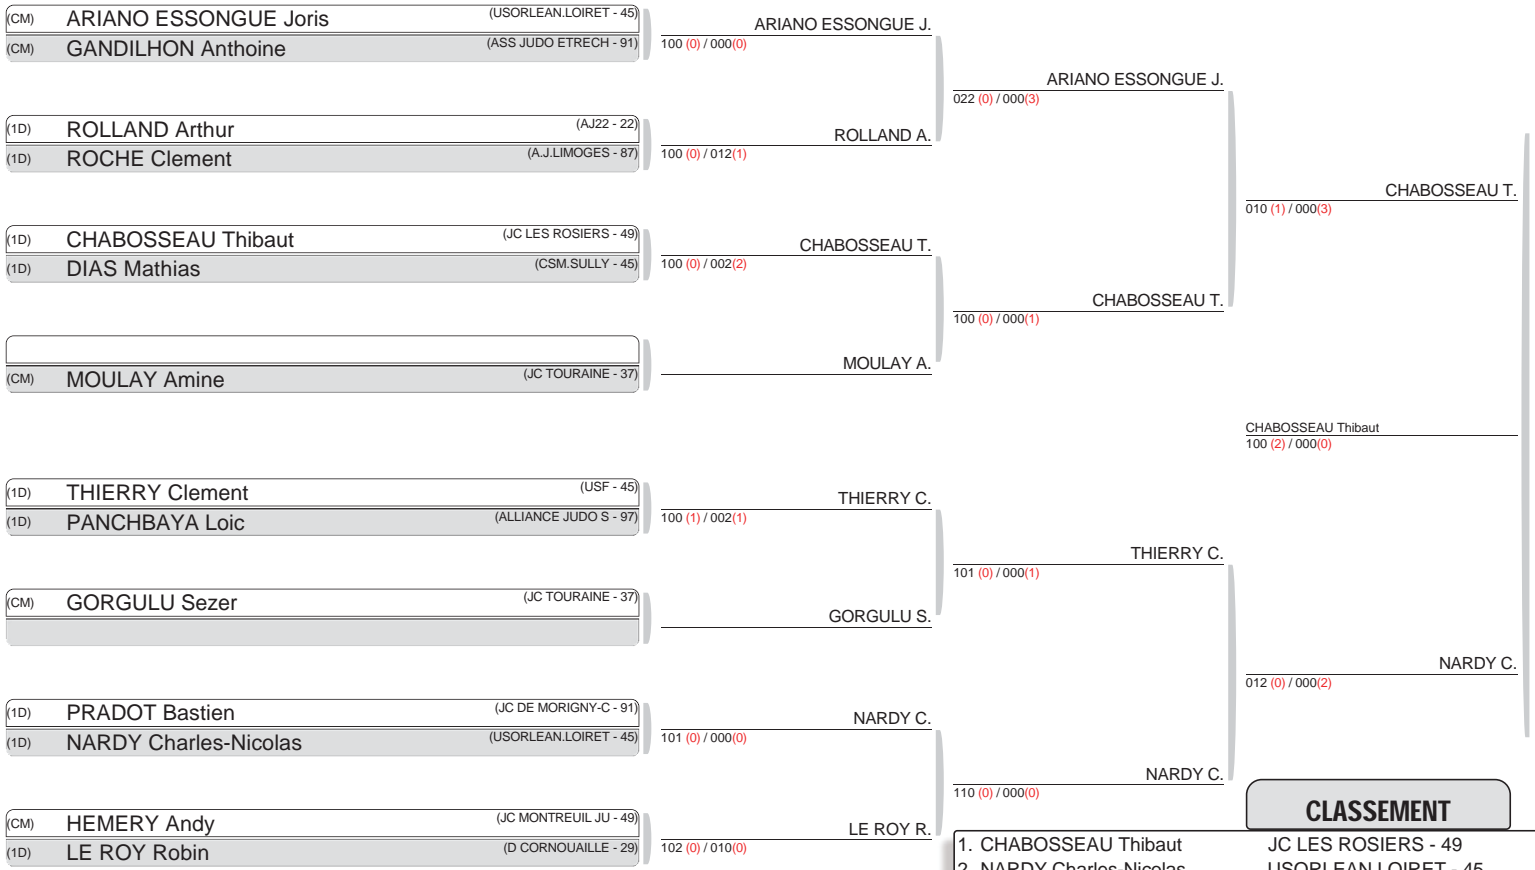 (CM) ARIANO ESSONGUE Joris (USORLEAN.LOIRET - 45)
(CM) GANDILHON Anthoine (ASS JUDO ETRECH - 91)
(1D) ROLLAND Arthur (AJ22 - 22)
(1D) ROCHE Clement (A.J.LIMOGES - 87)
(1D) CHABOSSEAU Thibaut (JC LES ROSIERS - 49)
(1D) DIAS Mathias (CSM.SULLY - 45)
(CM) MOULAY Amine (JC TOURAINE - 37)
(1D) THIERRY Clement (USF - 45)
(1D) PANCHBAYA Loic (ALLIANCE JUDO S - 97)
(CM) GORGULU Sezer (JC TOURAINE - 37)
(1D) PRADOT Bastien (JC DE MORIGNY-C - 91)
(1D) NARDY Charles-Nicolas (USORLEAN.LOIRET - 45)
(CM) HEMERY Andy (JC MONTREUIL JU - 49)
(1D) LE ROY Robin (D CORNOUAILLE - 29)
ARIANO ESSONGUE J.
100 (0) / 000(0)
ROLLAND A.
100 (0) / 012(1)
CHABOSSEAU T.
100 (0) / 002(2)
MOULAY A.
THIERRY C.
100 (1) / 002(1)
GORGULU S.
NARDY C.
101 (0) / 000(0)
LE ROY R.
102 (0) / 010(0)
ARIANO ESSONGUE J.
022 (0) / 000(3)
CHABOSSEAU T.
100 (0) / 000(1)
THIERRY C.
101 (0) / 000(1)
NARDY C.
110 (0) / 000(0)
CHABOSSEAU T.
010 (1) / 000(3)
NARDY C.
012 (0) / 000(2)
CHABOSSEAU Thibaut
100 (2) / 000(0)
CLASSEMENT
1. CHABOSSEAU Thibaut JC LES ROSIERS - 49
2. NARDY Charles-Nicolas USORLEAN.LOIRET - 45